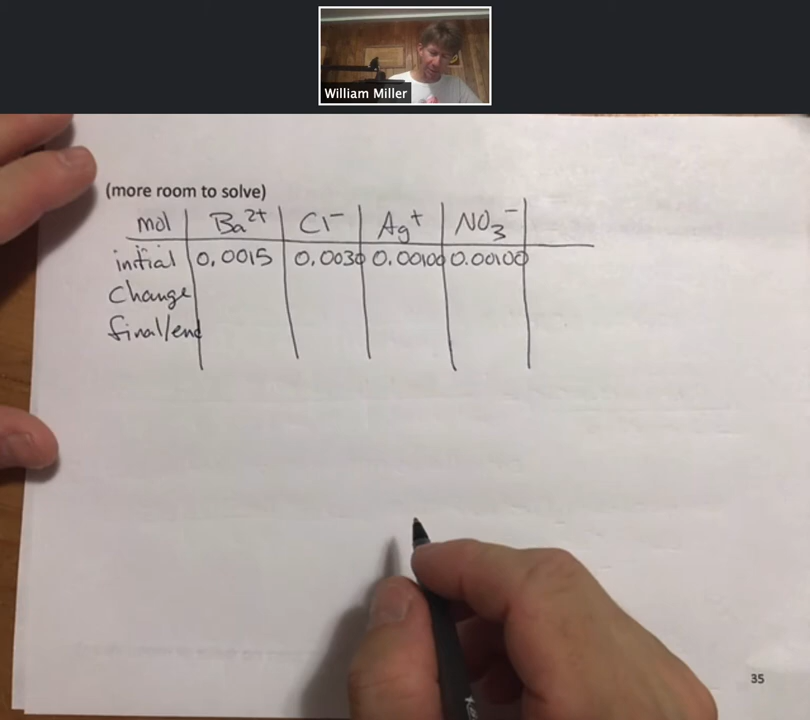 William Miller
(more room to solve)
mol Ba²⁺ Cl⁻ Ag⁺ NO₃⁻
initial 0.0015 0.0030 0.00100 0.00100
Change
final/end
35